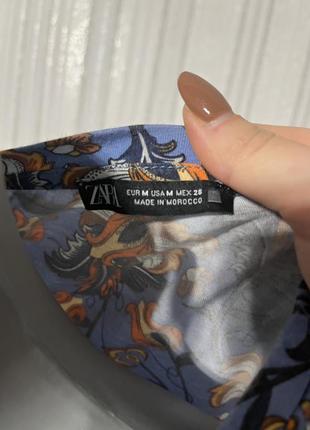 ZARA
EUR M USA M MEX 28
MADE IN MOROCCO